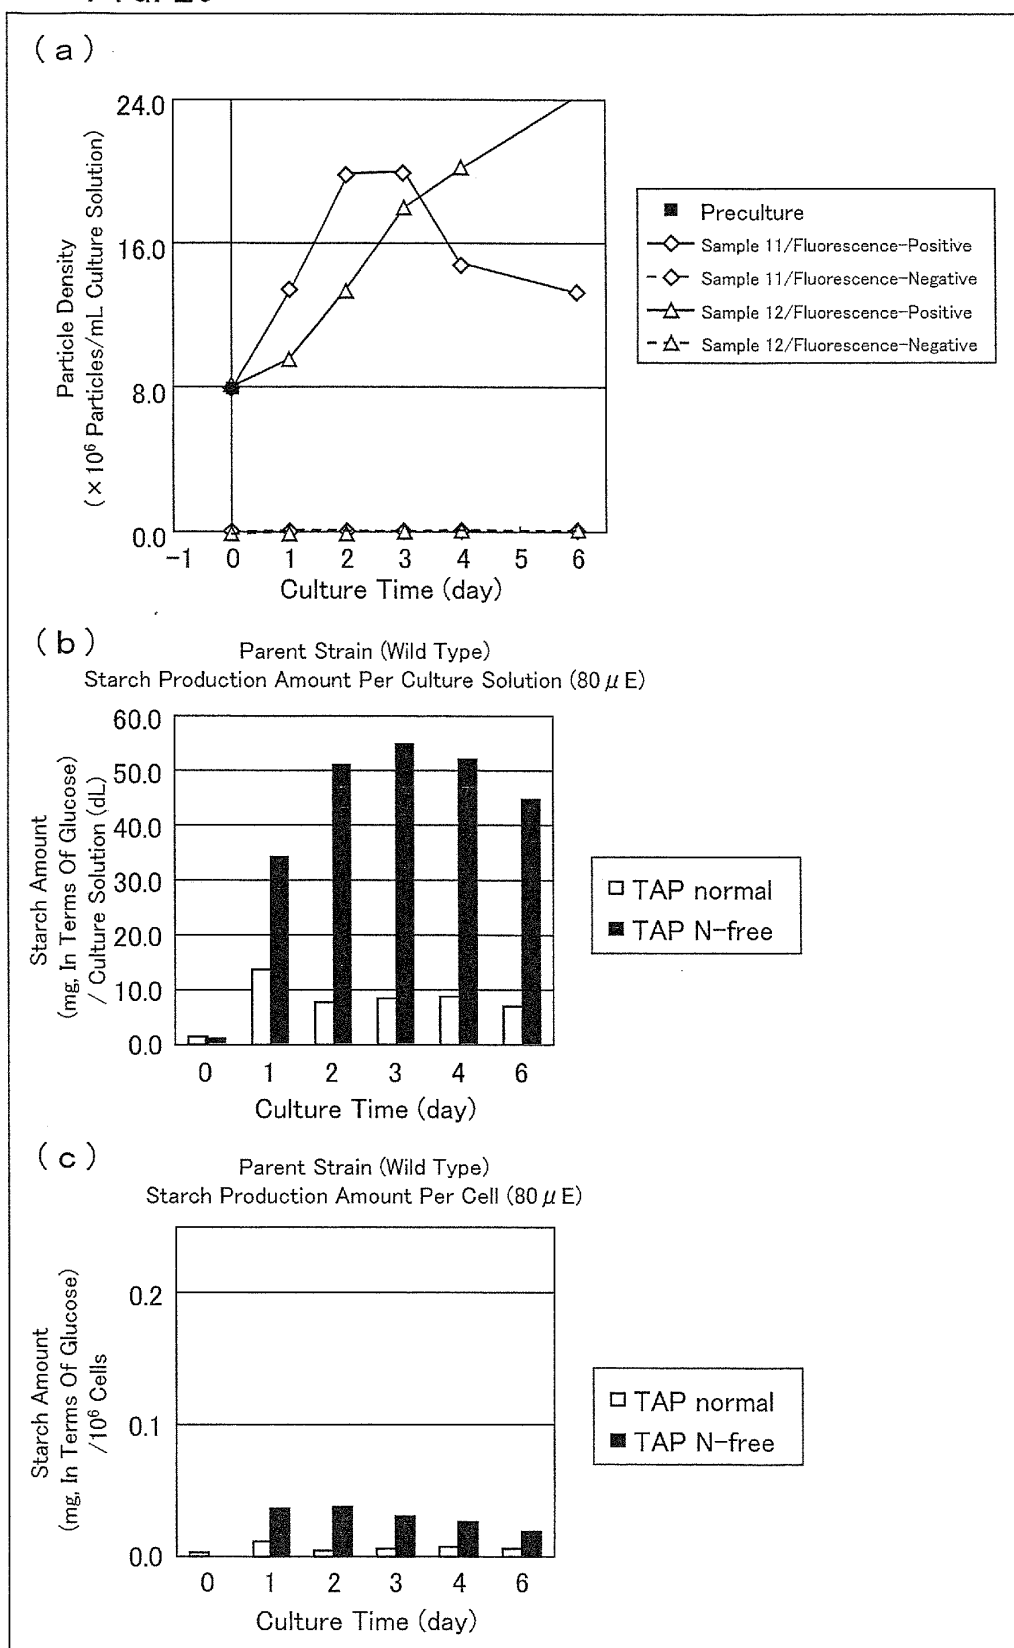 (a)
24.0
16.0
8.0
0.0
Particle Density
(×10⁶ Particles/mL Culture Solution)
-1 0 1 2 3 4 5 6
Culture Time (day)
Preculture
Sample 11/Fluorescence-Positive
Sample 11/Fluorescence-Negative
Sample 12/Fluorescence-Positive
Sample 12/Fluorescence-Negative
(b)
Parent Strain (Wild Type)
Starch Production Amount Per Culture Solution (80 μE)
60.0
50.0
40.0
30.0
20.0
10.0
0.0
Starch Amount
(mg, In Terms Of Glucose)
/ Culture Solution (dL)
0 1 2 3 4 6
Culture Time (day)
TAP normal
TAP N-free
(c)
Parent Strain (Wild Type)
Starch Production Amount Per Cell (80 μE)
0.2
0.1
0.0
Starch Amount
(mg, In Terms Of Glucose)
/10⁶ Cells
0 1 2 3 4 6
Culture Time (day)
TAP normal
TAP N-free